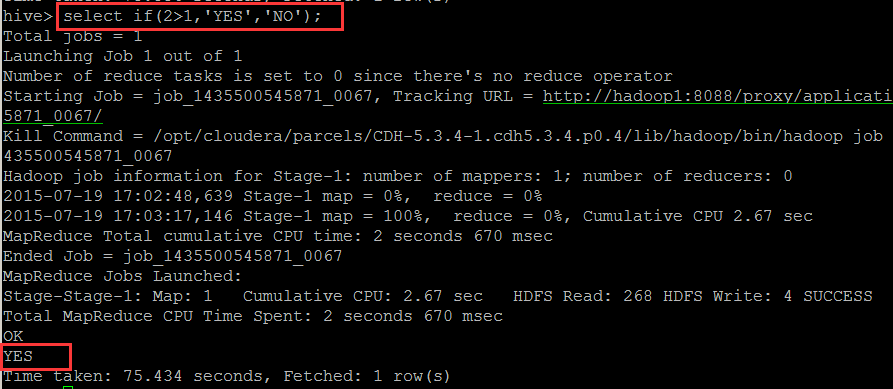 hive> select if(2>1,'YES','NO');
Total jobs = 1
Launching Job 1 out of 1
Number of reduce tasks is set to 0 since there's no reduce operator
Starting Job = job_1435500545871_0067, Tracking URL = http://hadoop1:8088/proxy/applicati
5871_0067/
Kill Command = /opt/cloudera/parcels/CDH-5.3.4-1.cdh5.3.4.p0.4/lib/hadoop/bin/hadoop job
435500545871_0067
Hadoop job information for Stage-1: number of mappers: 1; number of reducers: 0
2015-07-19 17:02:48,639 Stage-1 map = 0%,  reduce = 0%
2015-07-19 17:03:17,146 Stage-1 map = 100%,  reduce = 0%, Cumulative CPU 2.67 sec
MapReduce Total cumulative CPU time: 2 seconds 670 msec
Ended Job = job_1435500545871_0067
MapReduce Jobs Launched:
Stage-Stage-1: Map: 1   Cumulative CPU: 2.67 sec   HDFS Read: 268 HDFS Write: 4 SUCCESS
Total MapReduce CPU Time Spent: 2 seconds 670 msec
OK
YES
Time taken: 75.434 seconds, Fetched: 1 row(s)